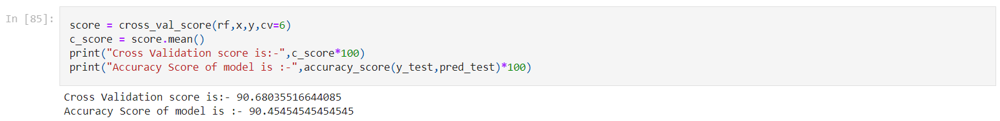 In [85]:
score = cross_val_score(rf,x,y,cv=6)
c_score = score.mean()
print("Cross Validation score is:-",c_score*100)
print("Accuracy Score of model is :-",accuracy_score(y_test,pred_test)*100)
Cross Validation score is:- 90.68035516644085
Accuracy Score of model is :- 90.45454545454545